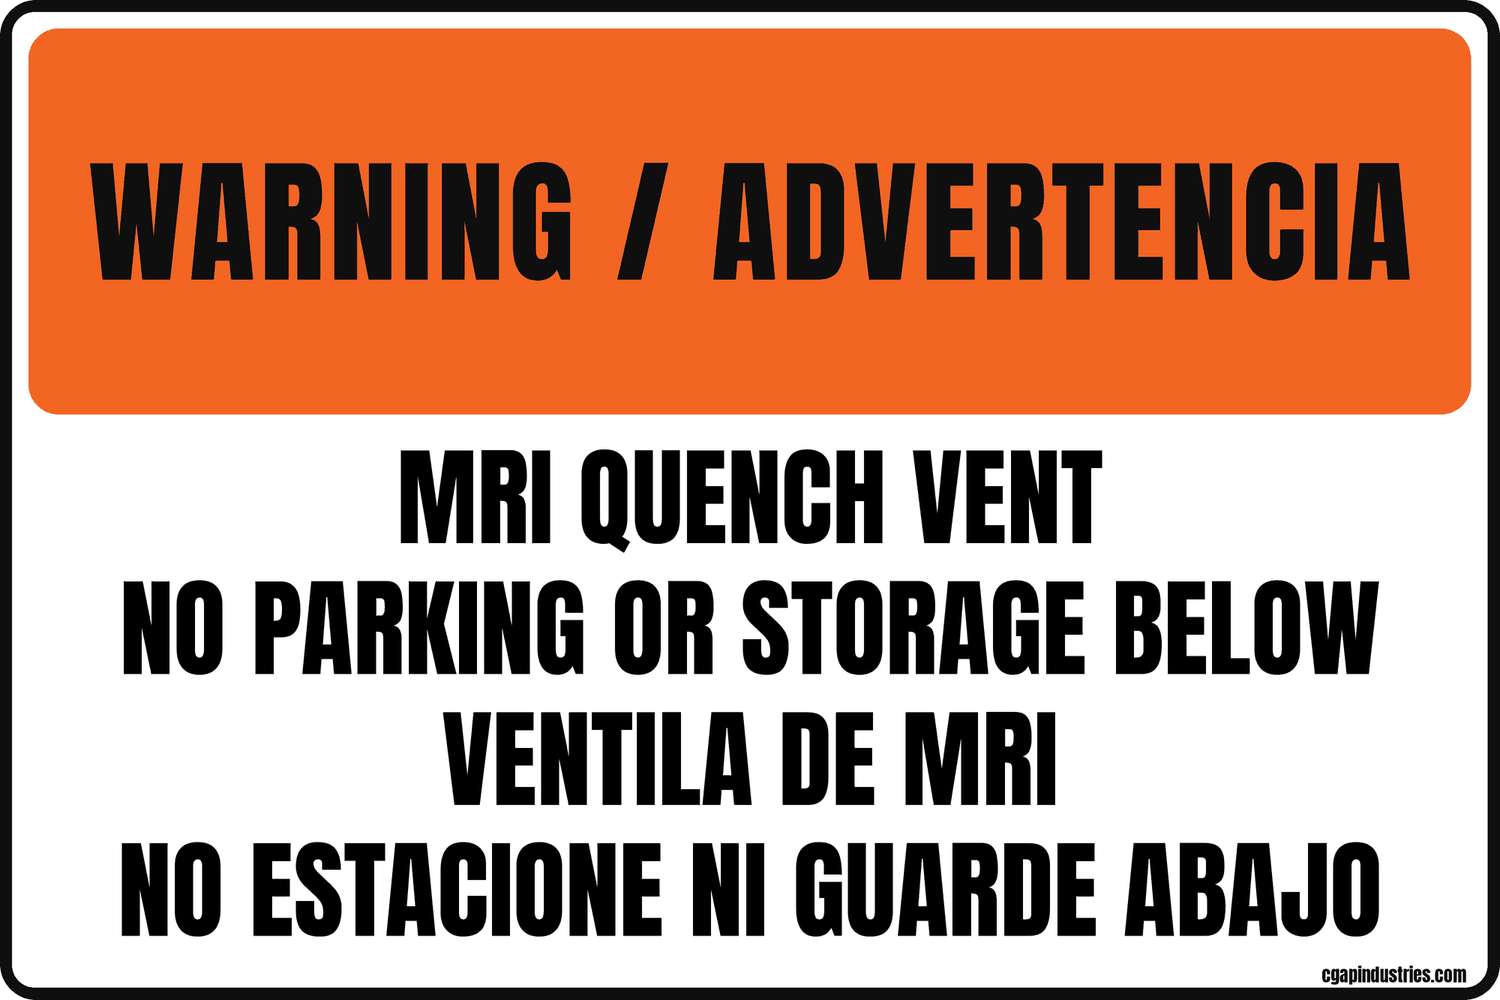 WARNING / ADVERTENCIA
MRI QUENCH VENT
NO PARKING OR STORAGE BELOW
VENTILA DE MRI
NO ESTACIONE NI GUARDE ABAJO
cgapindustries.com